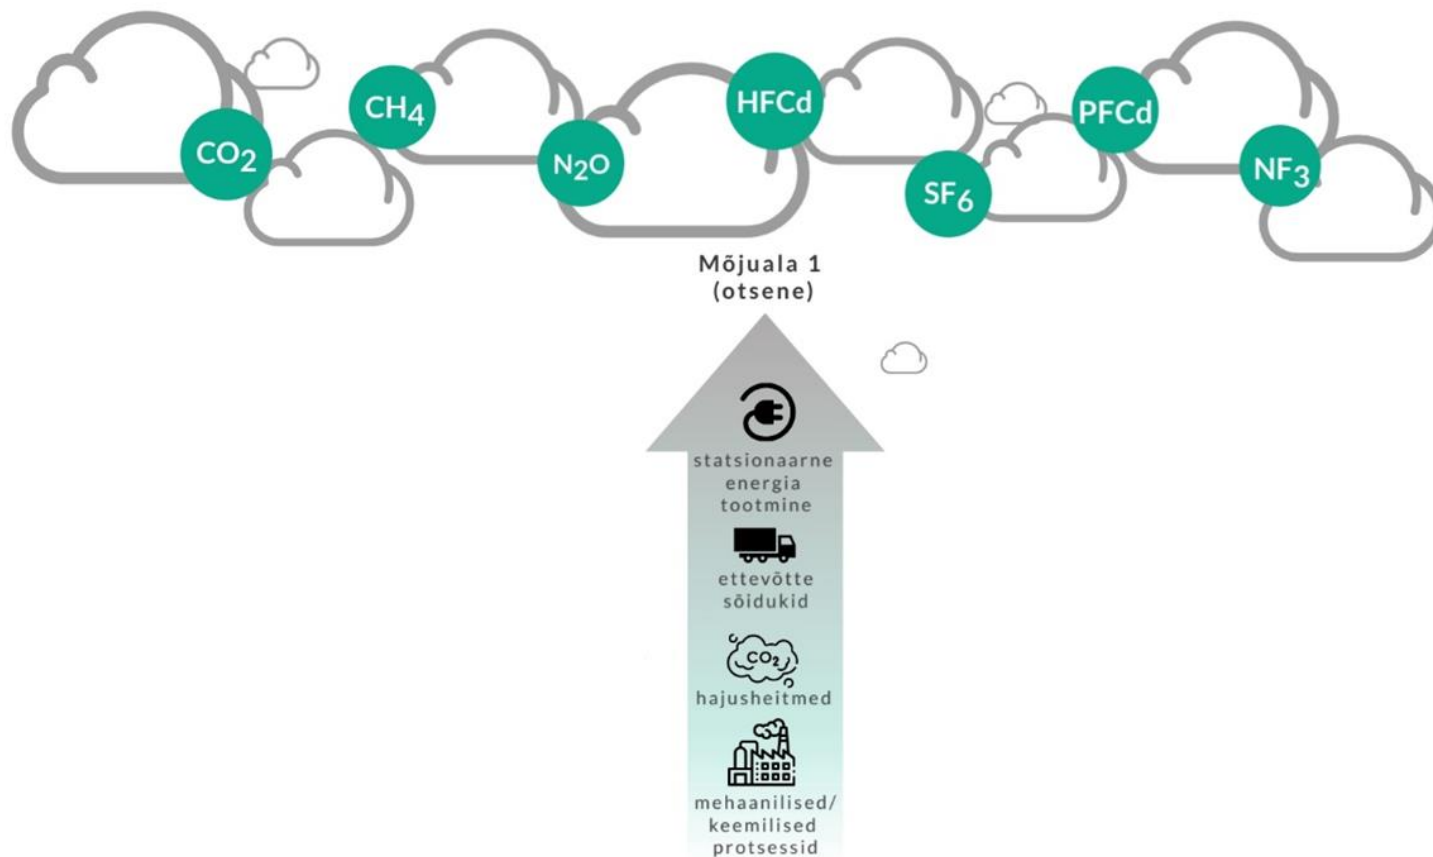 CO2
CH4
N2O
HFCd
SF6
PFCd
NF3
Mõjuala 1
(otsene)
statsionaarne
energia
tootmine
ettevõtte
sõidukid
CO2
hajusheitmed
mehaanilised/
keemilised
protsessid